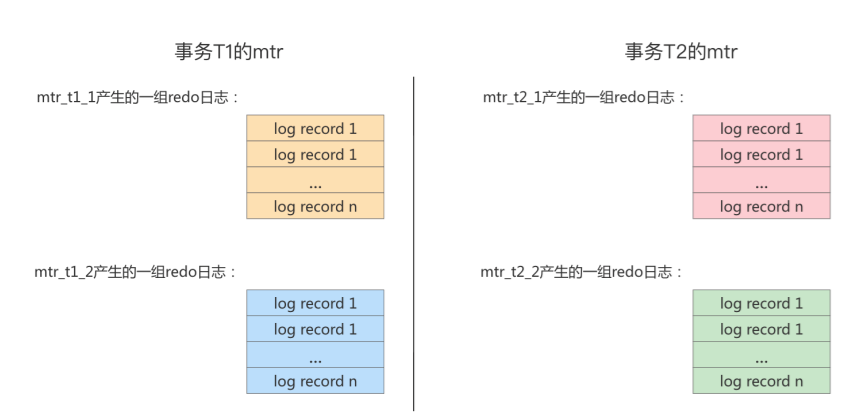 事务T1的mtr
mtr_t1_1产生的一组redo日志：
log record 1
log record 1
...
log record n
mtr_t1_2产生的一组redo日志：
log record 1
log record 1
...
log record n
事务T2的mtr
mtr_t2_1产生的一组redo日志：
log record 1
log record 1
...
log record n
mtr_t2_2产生的一组redo日志：
log record 1
log record 1
...
log record n